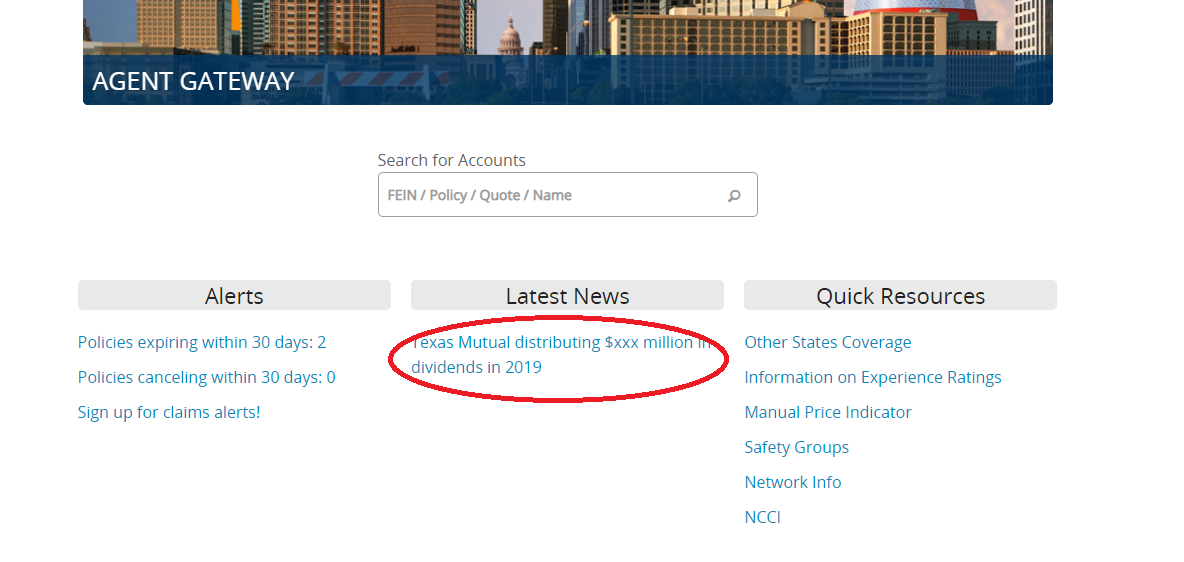 AGENT GATEWAY
Search for Accounts
FEIN / Policy / Quote / Name
Alerts
Policies expiring within 30 days: 2
Policies canceling within 30 days: 0
Sign up for claims alerts!
Latest News
Texas Mutual distributing $xxx million in
dividends in 2019
Quick Resources
Other States Coverage
Information on Experience Ratings
Manual Price Indicator
Safety Groups
Network Info
NCCI